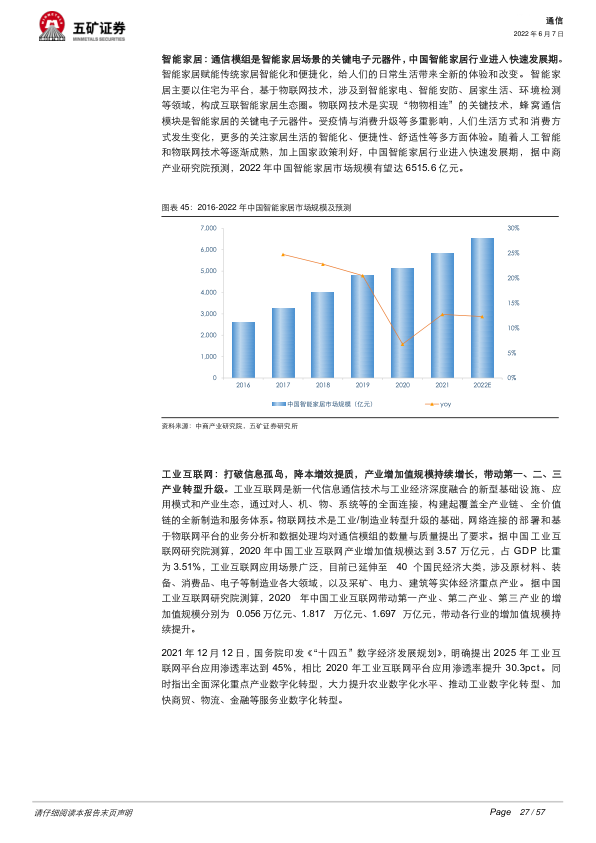 五矿证券
MINMETALS SECURITIES
通信
2022 年 6 月 7 日
智能家居：通信模组是智能家居场景的关键电子元器件，中国智能家居行业进入快速发展期。
智能家居赋能传统家居智能化和便捷化，给人们的日常生活带来全新的体验和改变。智能家
居主要以住宅为平台，基于物联网技术，涉及到智能家电、智能安防、居家生活、环境检测
等领域，构成互联智能家居生态圈。物联网技术是实现“物物相连”的关键技术，蜂窝通信
模块是智能家居的关键电子元器件。受疫情与消费升级等多重影响，人们生活方式和消费方
式发生变化，更多的关注家居生活的智能化、便捷性、舒适性等多方面体验。随着人工智能
和物联网技术等逐渐成熟，加上国家政策利好，中国智能家居行业进入快速发展期，据中商
产业研究院预测，2022 年中国智能家居市场规模有望达 6515.6 亿元。
图表 45：2016-2022 年中国智能家居市场规模及预测
7,000
6,000
5,000
4,000
3,000
2,000
1,000
0
30%
25%
20%
15%
10%
5%
0%
2016 2017 2018 2019 2020 2021 2022E
中国智能家居市场规模（亿元） yoy
资料来源：中商产业研究院，五矿证券研究所
工业互联网：打破信息孤岛，降本增效提质，产业增加值规模持续增长，带动第一、二、三
产业转型升级。工业互联网是新一代信息通信技术与工业经济深度融合的新型基础设施、应
用模式和产业生态，通过对人、机、物、系统等的全面连接，构建起覆盖全产业链、全价值
链的全新制造和服务体系。物联网技术是工业/制造业转型升级的基础，网络连接的部署和基
于物联网平台的业务分析和数据处理均对通信模组的数量与质量提出了要求。据中国工业互
联网研究院测算，2020 年中国工业互联网产业增加值规模达到 3.57 万亿元，占 GDP 比重
为 3.51%，工业互联网应用场景广泛，目前已延伸至 40 个国民经济大类，涉及原材料、装
备、消费品、电子等制造业各大领域，以及采矿、电力、建筑等实体经济重点产业。据中国
工业互联网研究院测算，2020 年中国工业互联网带动第一产业、第二产业、第三产业的增
加值规模分别为 0.056 万亿元、1.817 万亿元、1.697 万亿元，带动各行业的增加值规模持
续提升。
2021 年 12 月 12 日，国务院印发《“十四五”数字经济发展规划》，明确提出 2025 年工业互
联网平台应用渗透率达到 45%，相比 2020 年工业互联网平台应用渗透率提升 30.3pct。同
时指出全面深化重点产业数字化转型，大力提升农业数字化水平、推动工业数字化转型、加
快商贸、物流、金融等服务业数字化转型。
请仔细阅读本报告末页声明
Page 27 / 57